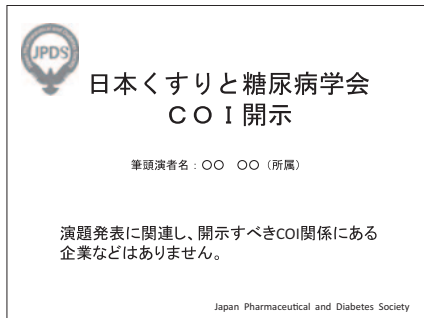 JPDS
日本くすりと糖尿病学会
ＣＯＩ開示
筆頭演者名：〇〇　〇〇（所属）
演題発表に関連し、開示すべきCOI関係にある
企業などはありません。
Japan Pharmaceutical and Diabetes Society